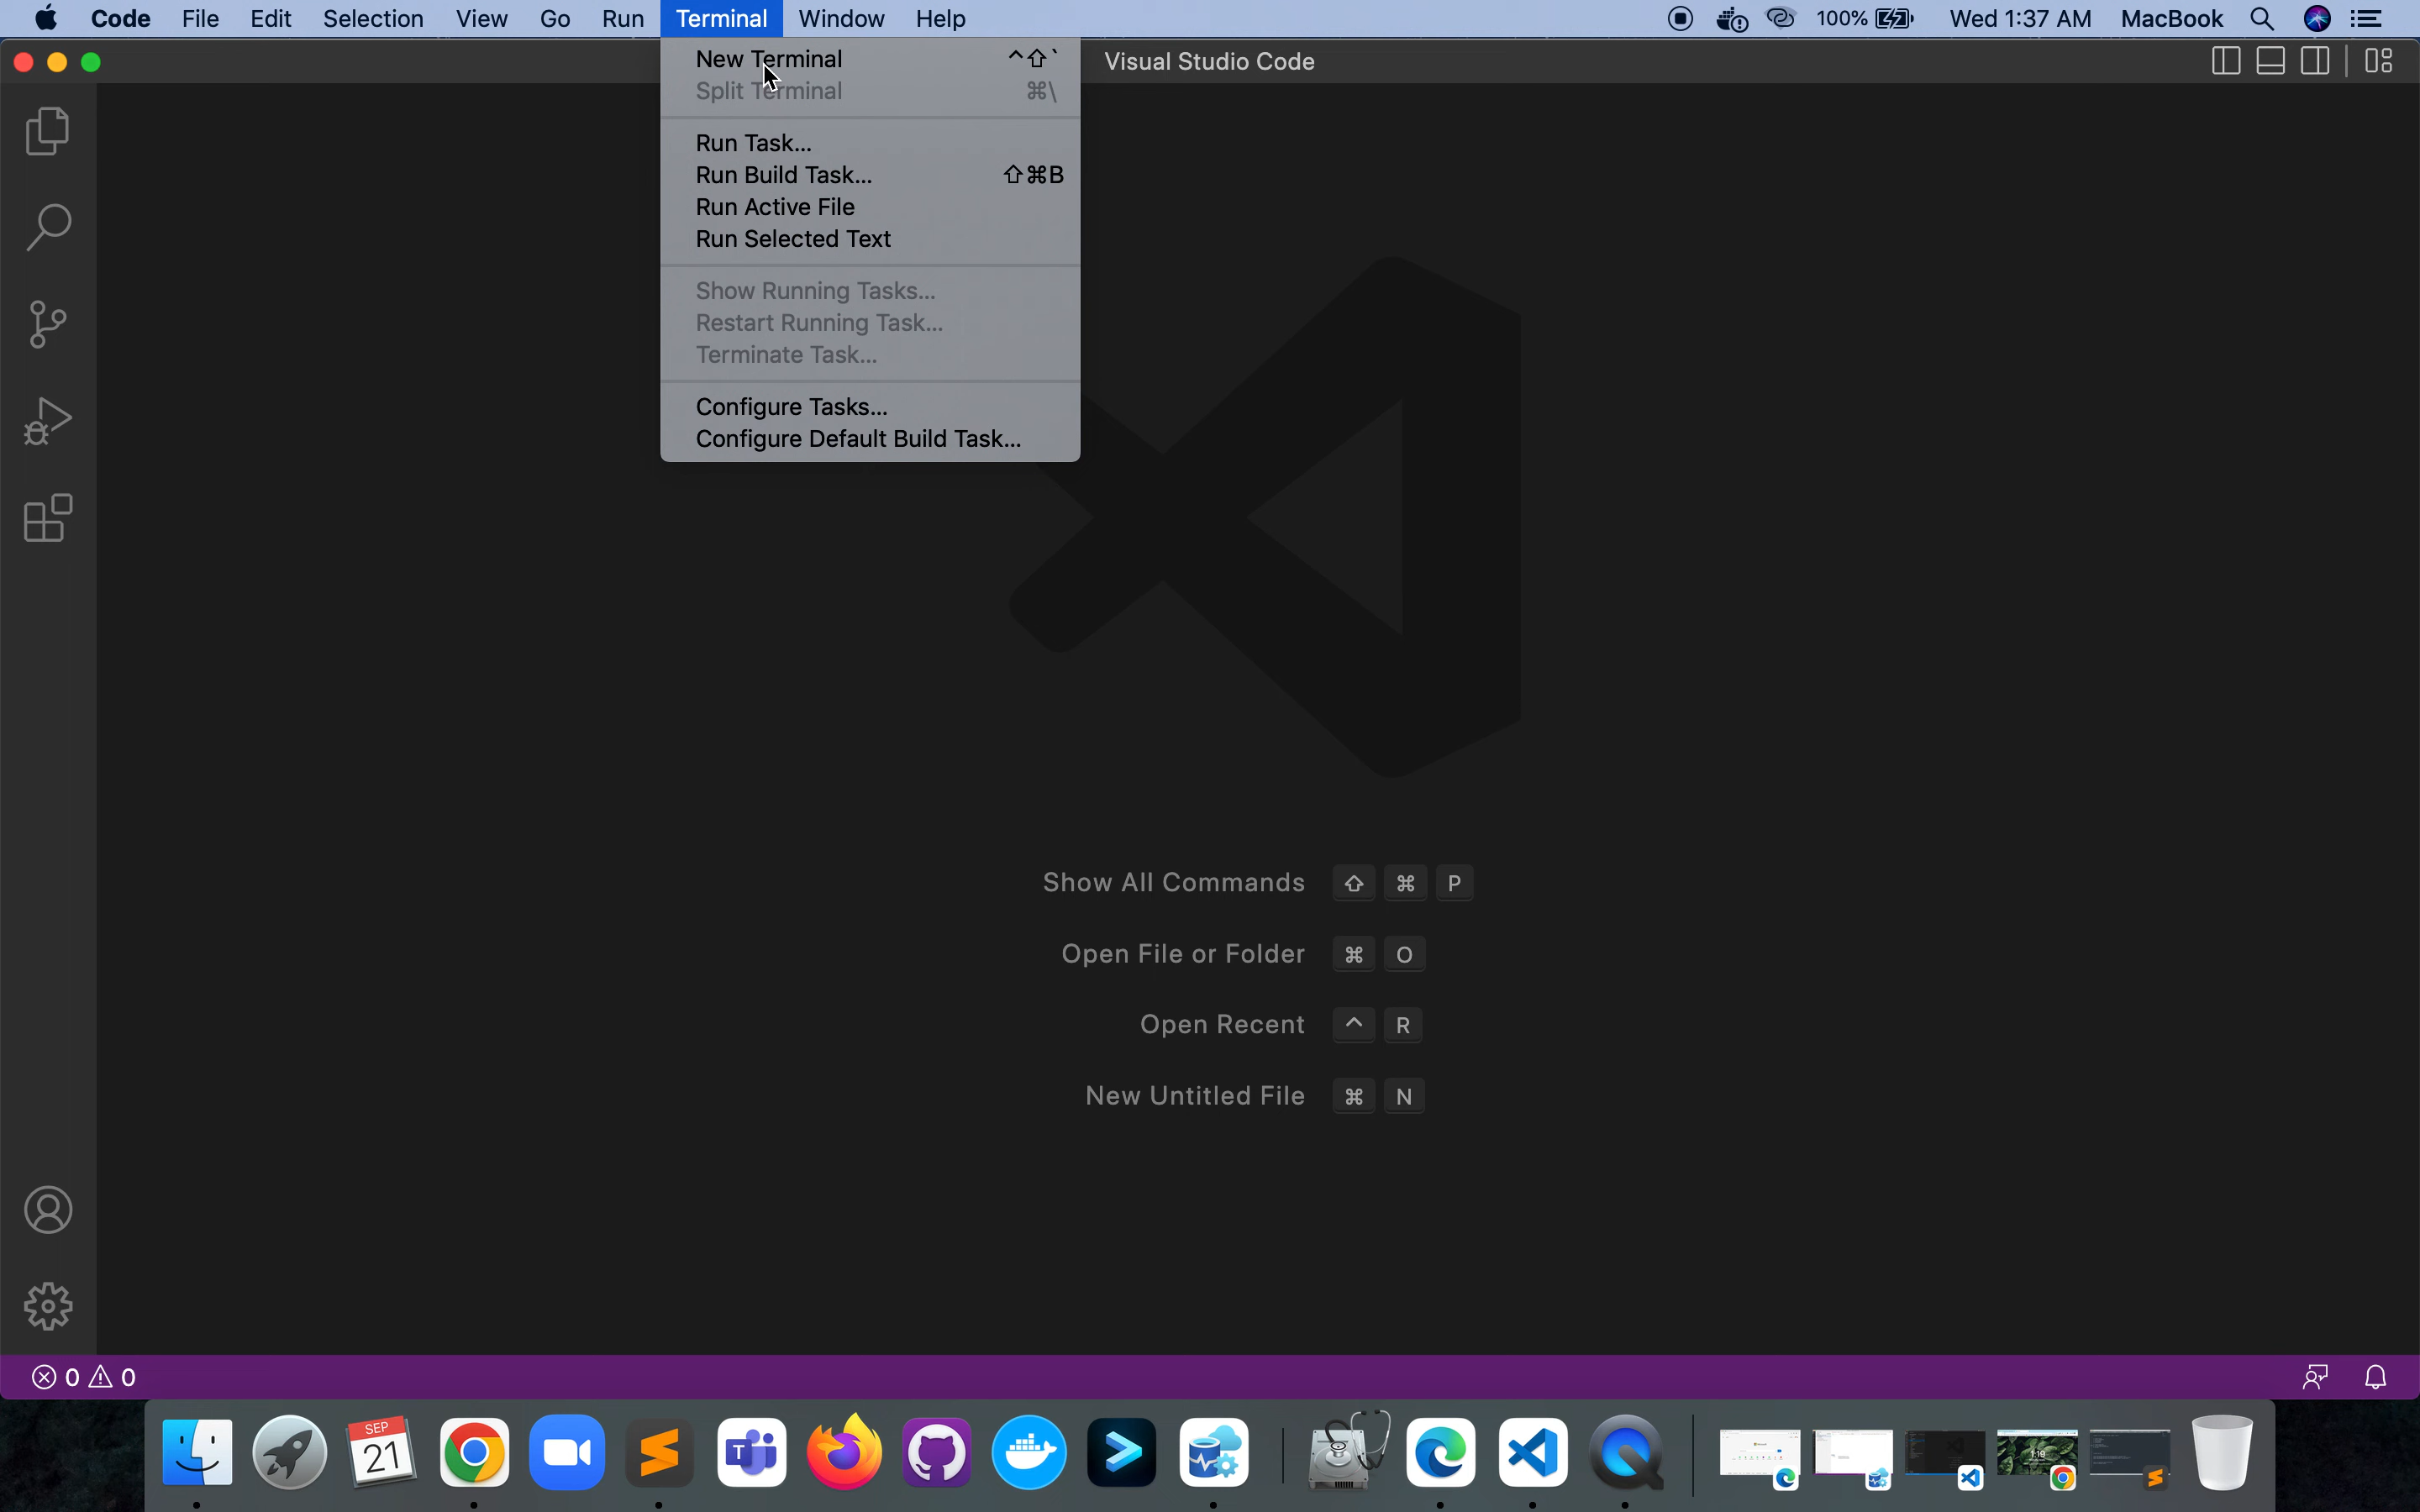 Code File Edit Selection View Go Run Terminal Window Help 100% Wed 1:37 AM MacBook
Visual Studio Code
New Terminal ^⇧`
Split Terminal ⌘\
Run Task...
Run Build Task... ⇧⌘B
Run Active File
Run Selected Text
Show Running Tasks...
Restart Running Task...
Terminate Task...
Configure Tasks...
Configure Default Build Task...
Show All Commands ⇧ ⌘ P
Open File or Folder ⌘ O
Open Recent ^ R
New Untitled File ⌘ N
0 0
SEP
21
T